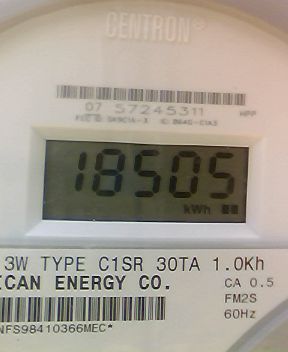 CENTRON®
07 57245311 HPP
18505
kWh
3W TYPE C1SR 30TA 1.0Kh
ICAN ENERGY CO. CA 0.5
FM2S
NFS98410366MEC* 60Hz